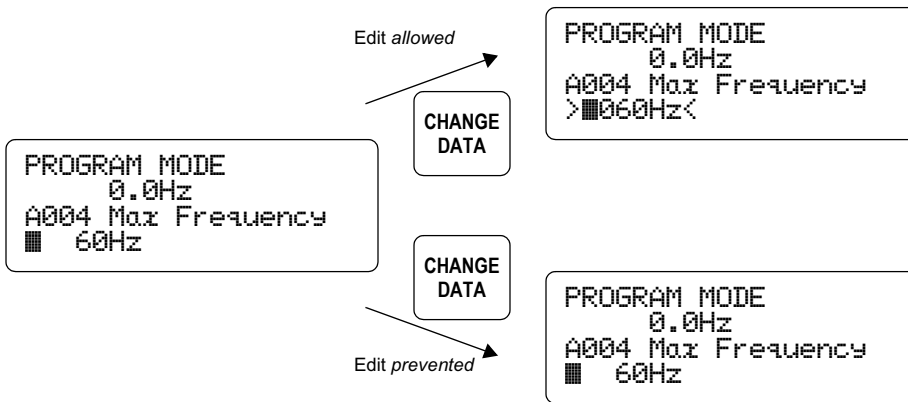 Edit allowed
CHANGE
DATA
PROGRAM MODE
0.0Hz
A004 Max Frequency
>█060Hz<
PROGRAM MODE
0.0Hz
A004 Max Frequency
█ 60Hz
CHANGE
DATA
Edit prevented
PROGRAM MODE
0.0Hz
A004 Max Frequency
█ 60Hz